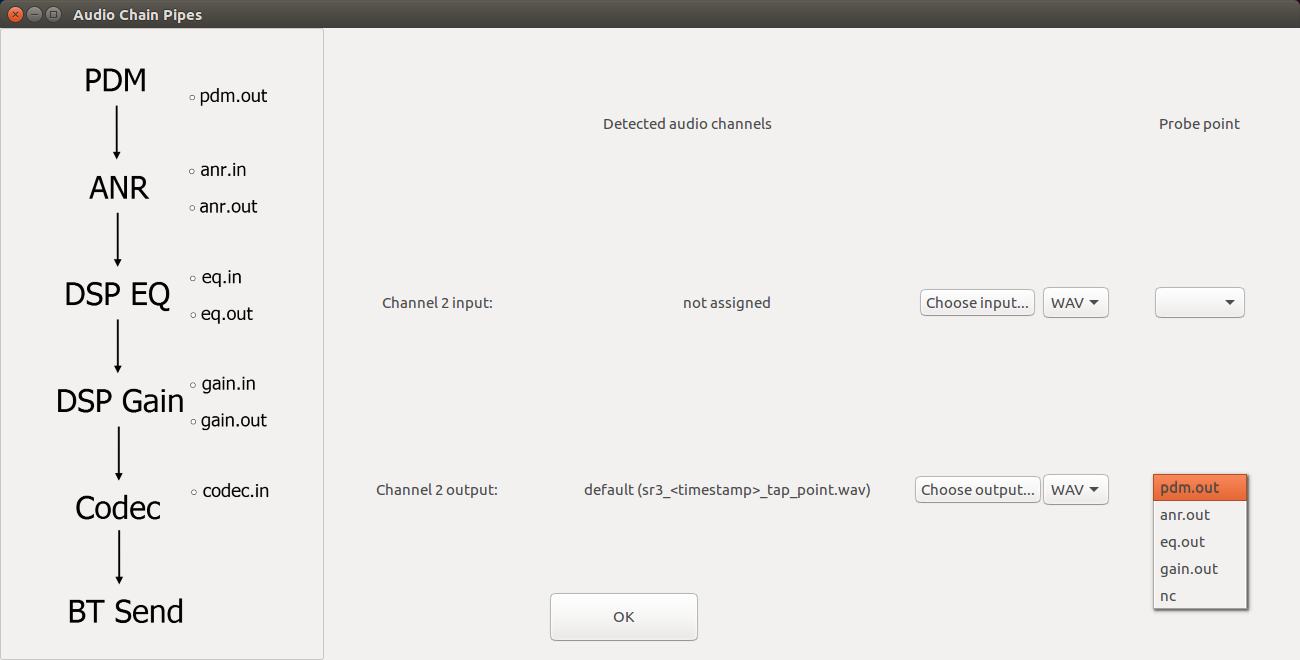 Audio Chain Pipes
PDM
pdm.out
ANR
anr.in
anr.out
DSP EQ
eq.in
eq.out
DSP Gain
gain.in
gain.out
Codec
codec.in
BT Send
Detected audio channels
Probe point
Channel 2 input:
not assigned
Choose input...
WAV
Channel 2 output:
default (sr3_<timestamp>_tap_point.wav)
Choose output...
WAV
pdm.out
anr.out
eq.out
gain.out
nc
OK